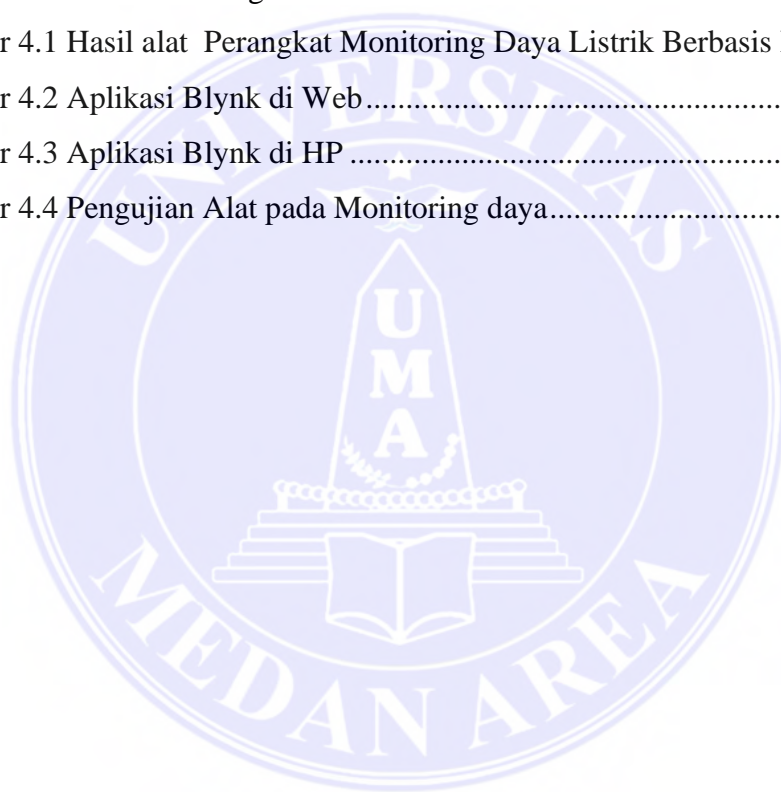 r 4.1 Hasil alat  Perangkat Monitoring Daya Listrik Berbasis
r 4.2 Aplikasi Blynk di Web..................................................
r 4.3 Aplikasi Blynk di HP ....................................................
r 4.4 Pengujian Alat pada Monitoring daya...........................
UNIVERSITAS
UMA
MEDAN AREA